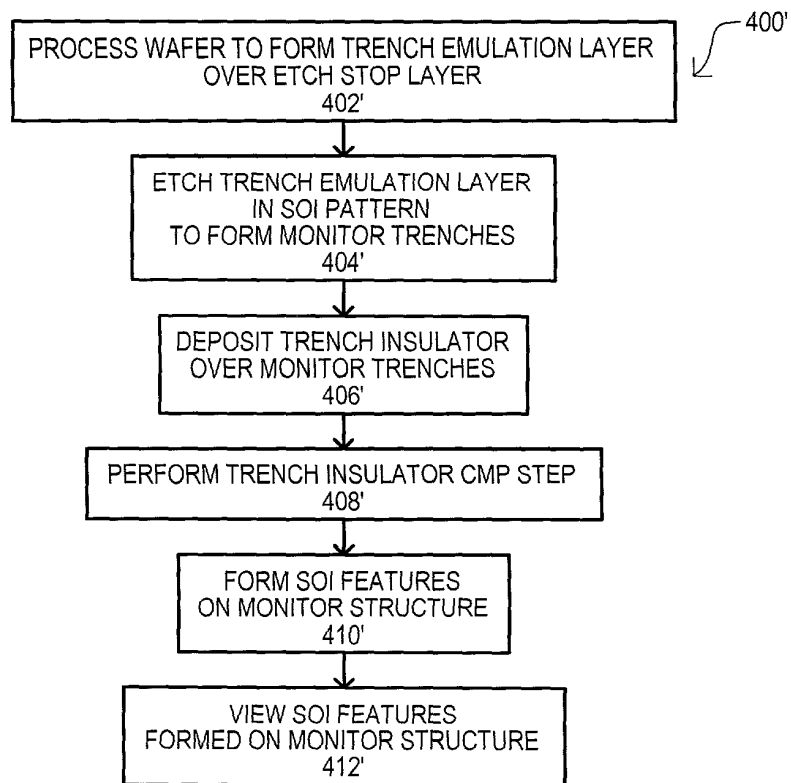 400'
PROCESS WAFER TO FORM TRENCH EMULATION LAYER
OVER ETCH STOP LAYER
402'
ETCH TRENCH EMULATION LAYER
IN SOI PATTERN
TO FORM MONITOR TRENCHES
404'
DEPOSIT TRENCH INSULATOR
OVER MONITOR TRENCHES
406'
PERFORM TRENCH INSULATOR CMP STEP
408'
FORM SOI FEATURES
ON MONITOR STRUCTURE
410'
VIEW SOI FEATURES
FORMED ON MONITOR STRUCTURE
412'